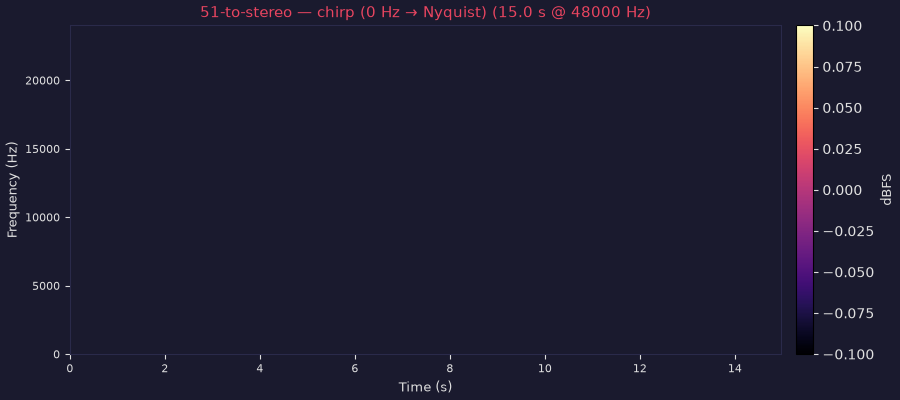 51-to-stereo — chirp (0 Hz → Nyquist) (15.0 s @ 48000 Hz)
Frequency (Hz)
20000
15000
10000
5000
0
0 2 4 6 8 10 12 14
Time (s)
0.100
0.075
0.050
0.025
0.000
−0.025
−0.050
−0.075
−0.100
dBFS